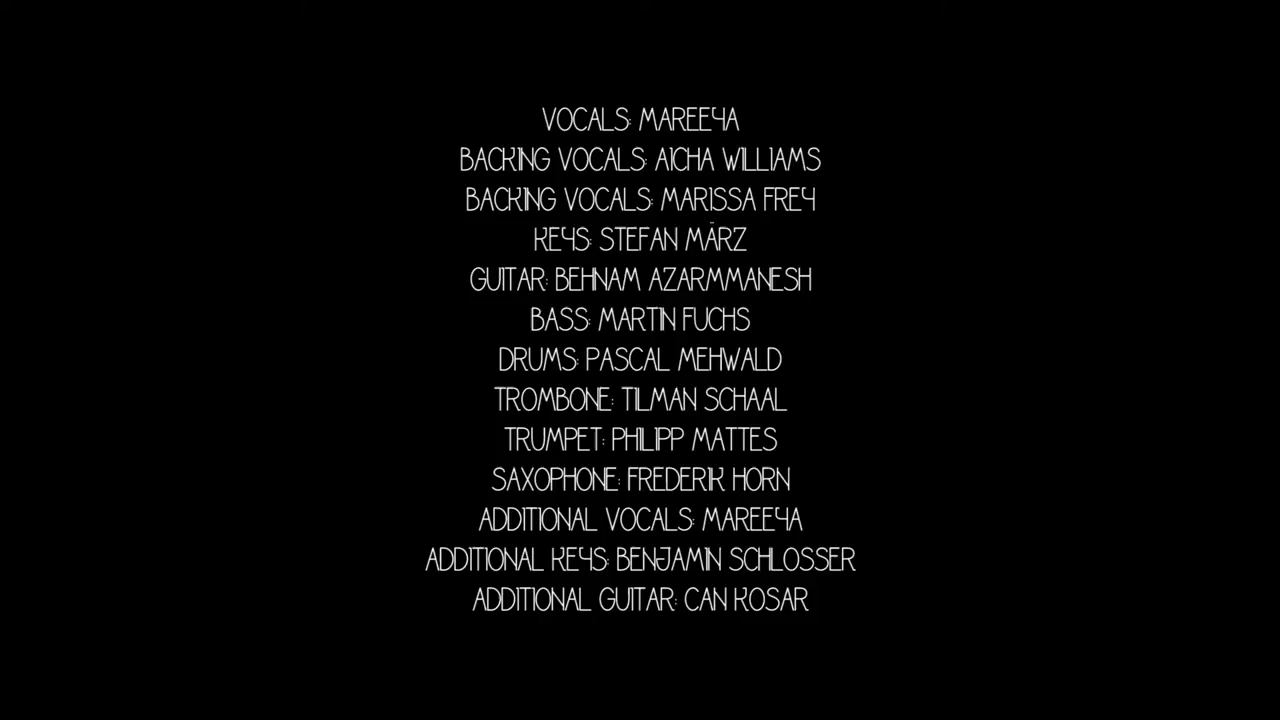 VOCALS: MAREEYA
BACKING VOCALS: AICHA WILLIAMS
BACKING VOCALS: MARISSA FREY
KEYS: STEFAN MÄRZ
GUITAR: BEHNAM AZARMMANESH
BASS: MARTIN FUCHS
DRUMS: PASCAL MEHWALD
TROMBONE: TILMAN SCHAAL
TRUMPET: PHILIPP MATTES
SAXOPHONE: FREDERIK HORN
ADDITIONAL VOCALS: MAREEYA
ADDITIONAL KEYS: BENJAMIN SCHLOSSER
ADDITIONAL GUITAR: CAN KOSAR